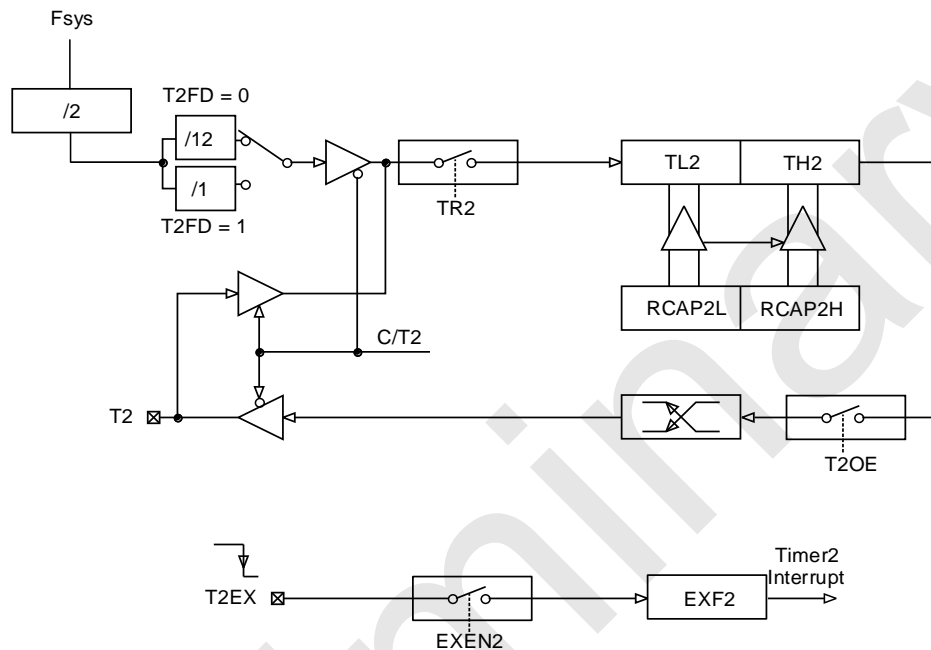 Fsys
/2
T2FD = 0
/12
/1
T2FD = 1
TR2
TL2
TH2
RCAP2L
RCAP2H
C/T2
T2
T2OE
T2EX
EXEN2
EXF2
Timer2
Interrupt